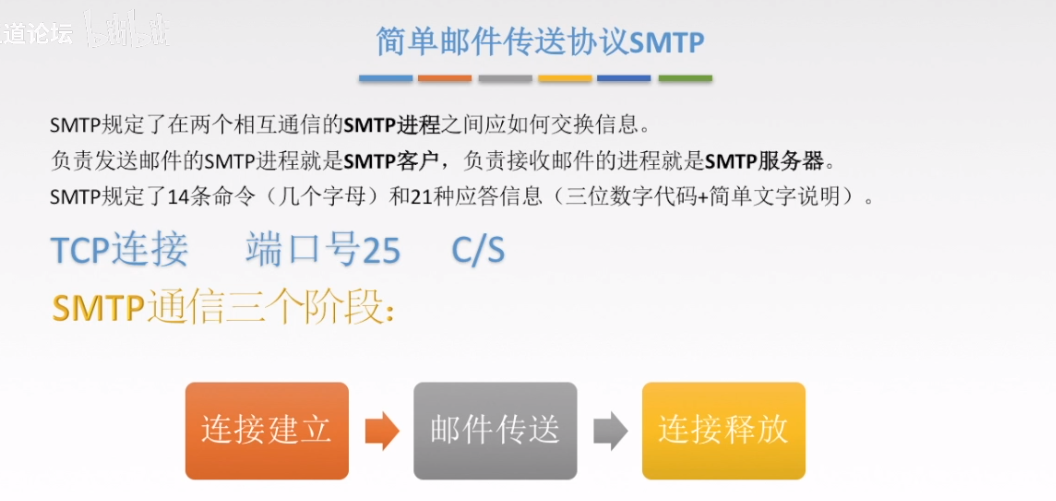 道论坛 bilibili
简单邮件传送协议SMTP
SMTP规定了在两个相互通信的SMTP进程之间应如何交换信息。
负责发送邮件的SMTP进程就是SMTP客户，负责接收邮件的进程就是SMTP服务器。
SMTP规定了14条命令（几个字母）和21种应答信息（三位数字代码+简单文字说明）。
TCP连接 端口号25 C/S
SMTP通信三个阶段：
连接建立 邮件传送 连接释放